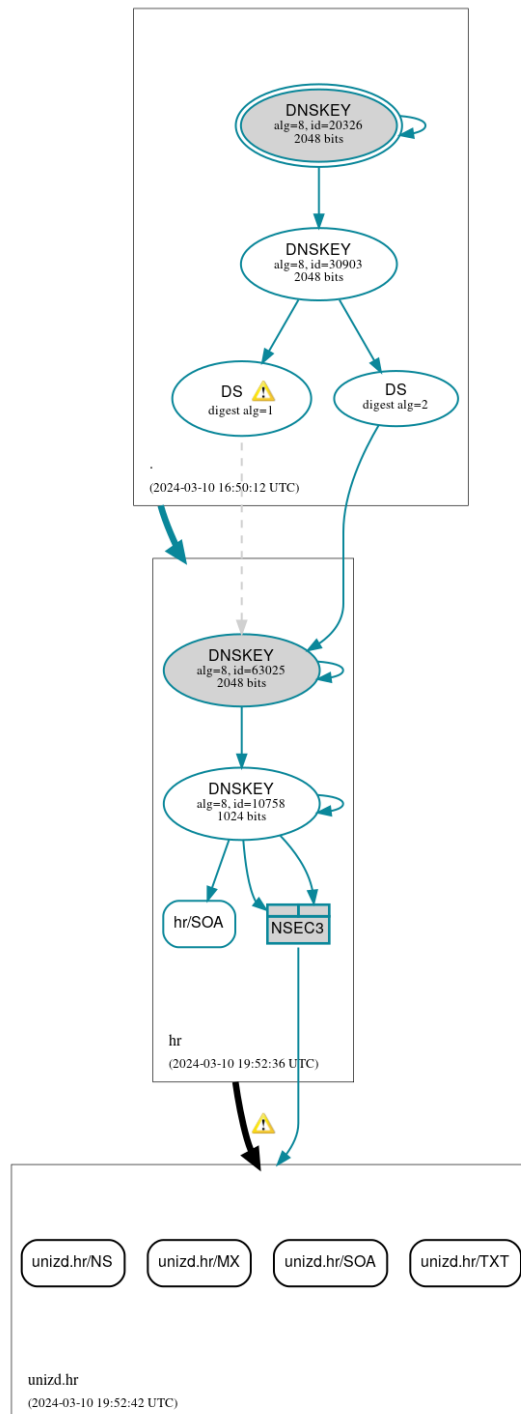 DNSKEY
alg=8, id=20326
2048 bits
DNSKEY
alg=8, id=30903
2048 bits
DS
digest alg=1
DS
digest alg=2
.
(2024-03-10 16:50:12 UTC)
DNSKEY
alg=8, id=63025
2048 bits
DNSKEY
alg=8, id=10758
1024 bits
hr/SOA
NSEC3
hr
(2024-03-10 19:52:36 UTC)
unizd.hr/NS
unizd.hr/MX
unizd.hr/SOA
unizd.hr/TXT
unizd.hr
(2024-03-10 19:52:42 UTC)